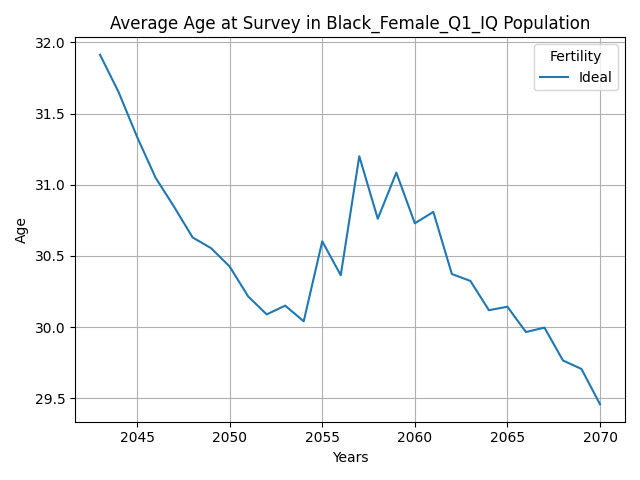 Average Age at Survey in Black_Female_Q1_IQ Population
Fertility
Ideal
Age
32.0
31.5
31.0
30.5
30.0
29.5
2045 2050 2055 2060 2065 2070
Years